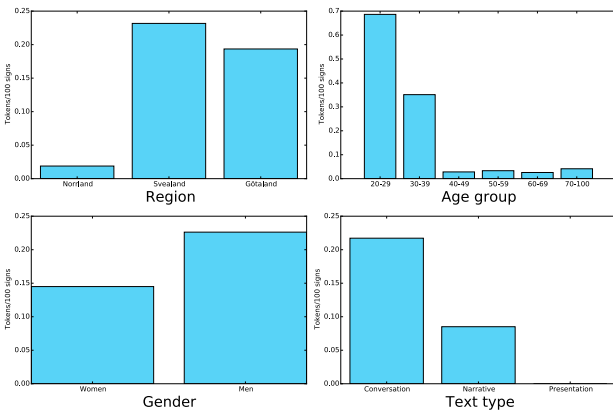 0.25
0.20
0.15
0.10
0.05
0.00
Tokens/100 signs
Norrland
Svealand
Götaland
Region
0.7
0.6
0.5
0.4
0.3
0.2
0.1
0.0
Tokens/100 signs
20-29
30-39
40-49
50-59
60-69
70-100
Age group
0.25
0.20
0.15
0.10
0.05
0.00
Tokens/100 signs
Women
Men
Gender
0.25
0.20
0.15
0.10
0.05
0.00
Tokens/100 signs
Conversation
Narrative
Presentation
Text type